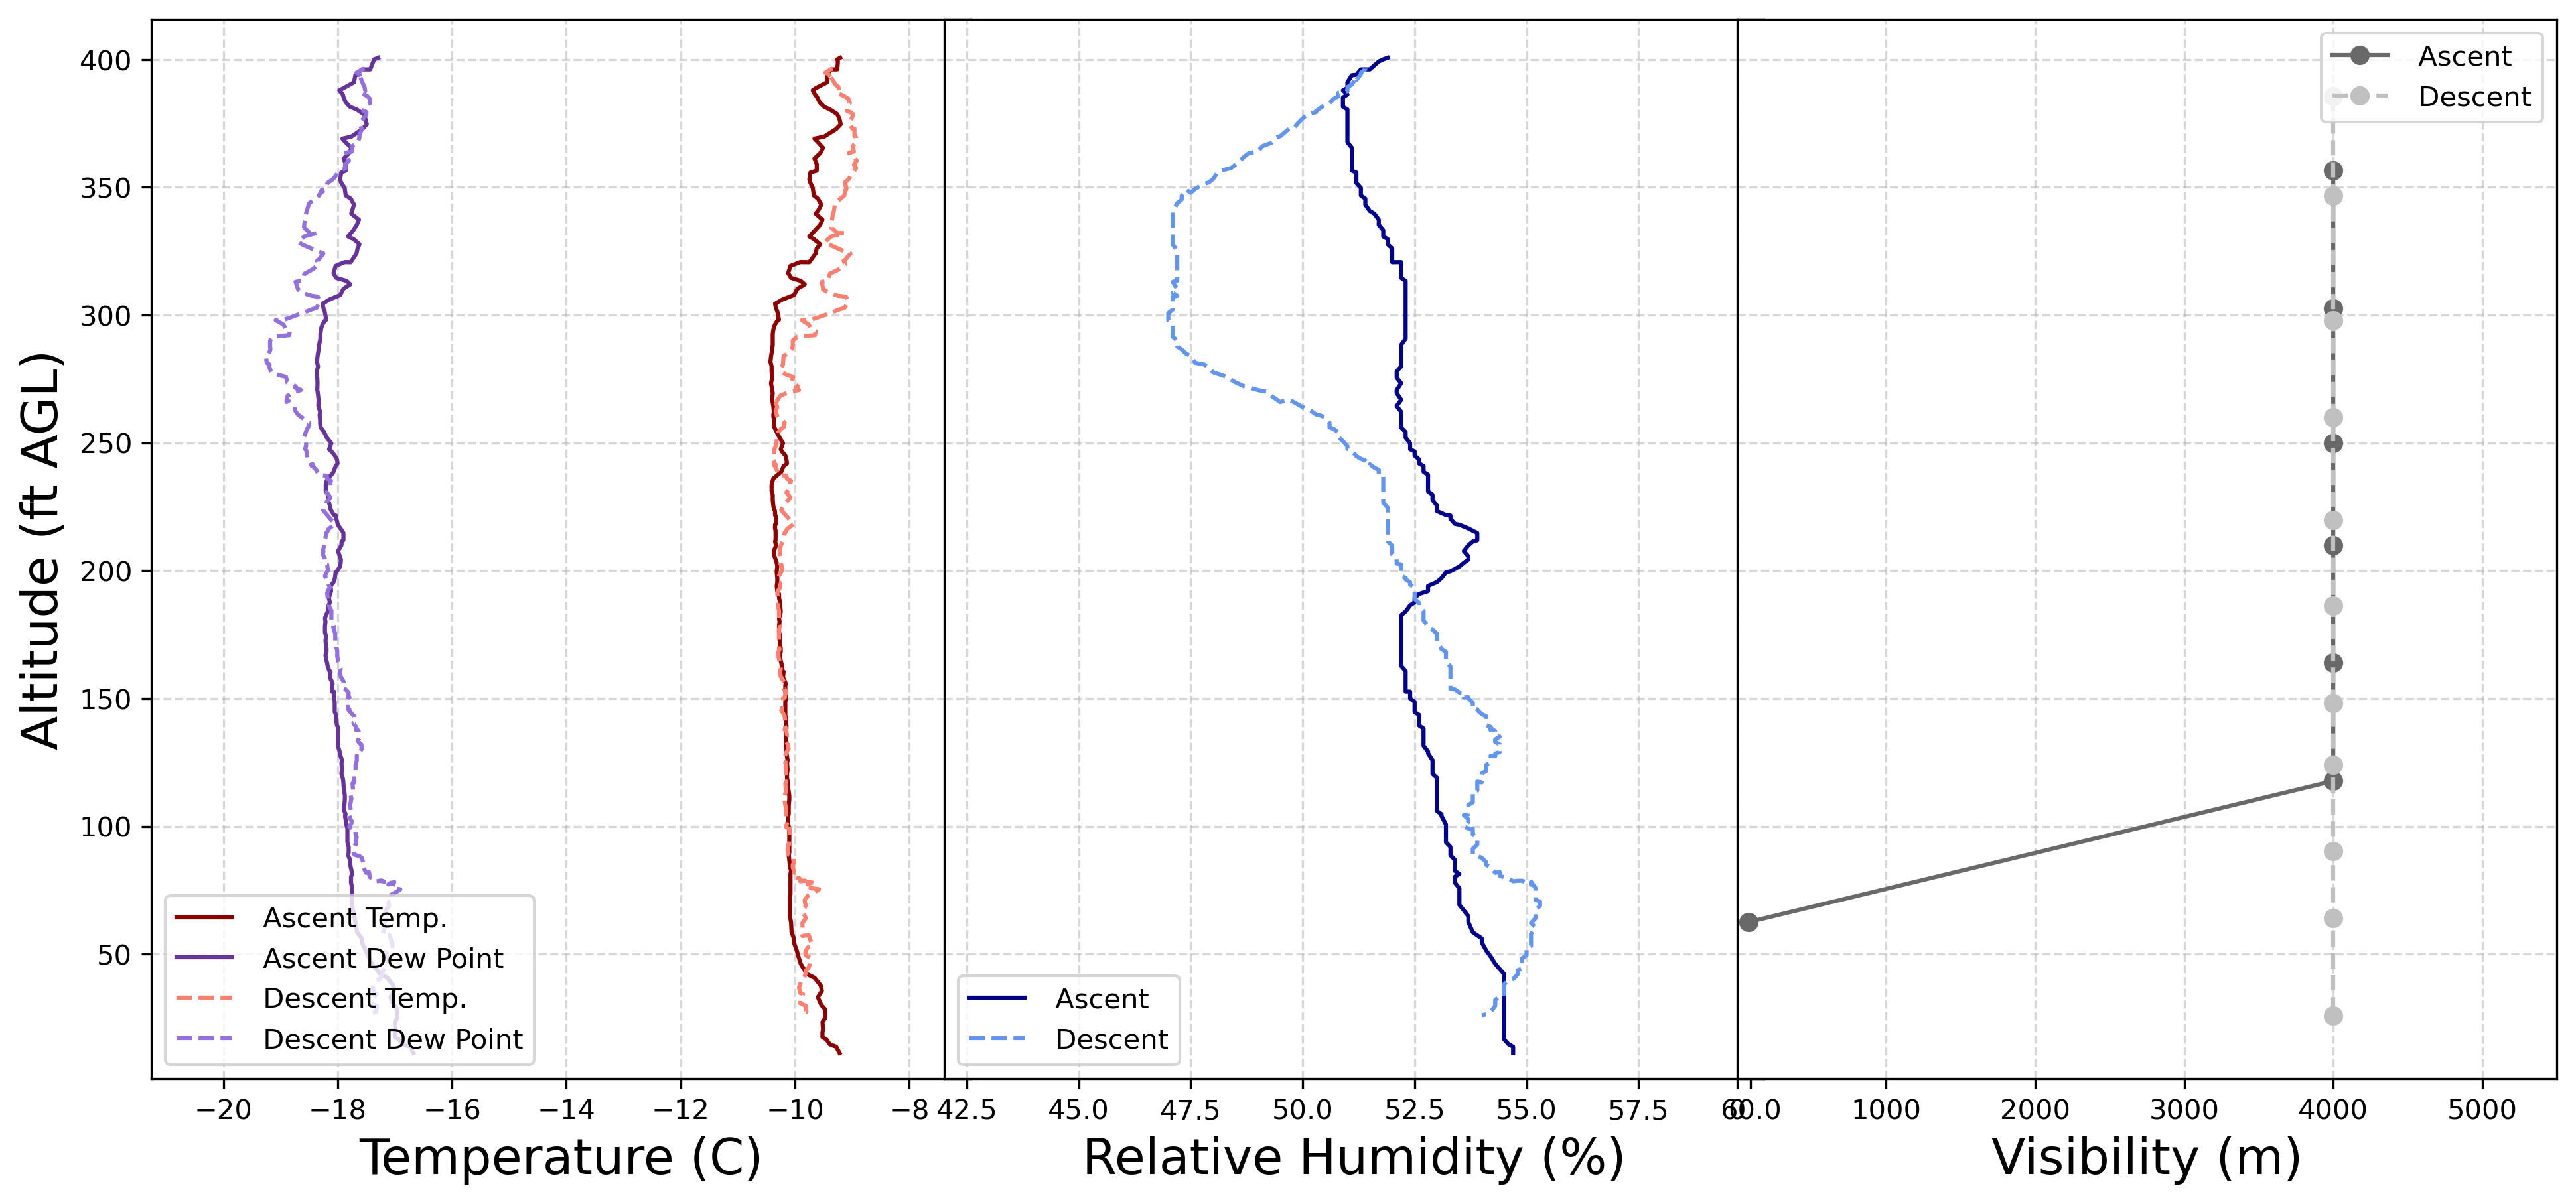 Altitude (ft AGL)
400
350
300
250
200
150
100
50
Ascent Temp.
Ascent Dew Point
Descent Temp.
Descent Dew Point
−20 −18 −16 −14 −12 −10 −8
Temperature (C)
Ascent
Descent
42.5 45.0 47.5 50.0 52.5 55.0 57.5 60.0
Relative Humidity (%)
Ascent
Descent
0 1000 2000 3000 4000 5000
Visibility (m)